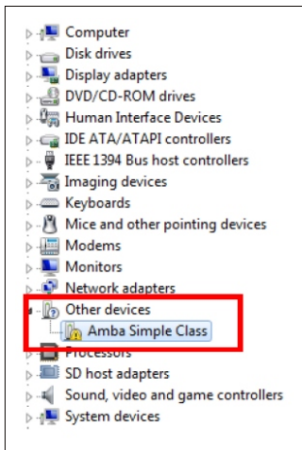 Computer
Disk drives
Display adapters
DVD/CD-ROM drives
Human Interface Devices
IDE ATA/ATAPI controllers
IEEE 1394 Bus host controllers
Imaging devices
Keyboards
Mice and other pointing devices
Modems
Monitors
Network adapters
Other devices
Amba Simple Class
Processors
SD host adapters
Sound, video and game controllers
System devices